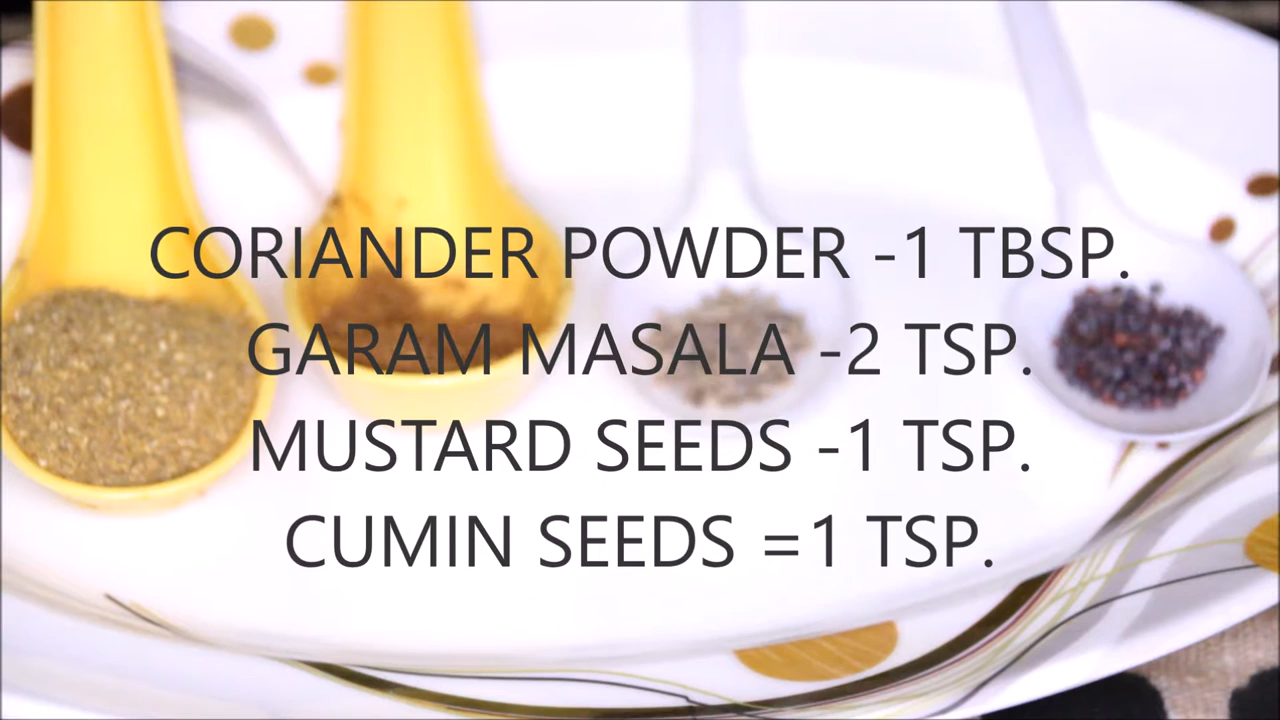 CORIANDER POWDER -1 TBSP.
GARAM MASALA -2 TSP.
MUSTARD SEEDS -1 TSP.
CUMIN SEEDS =1 TSP.